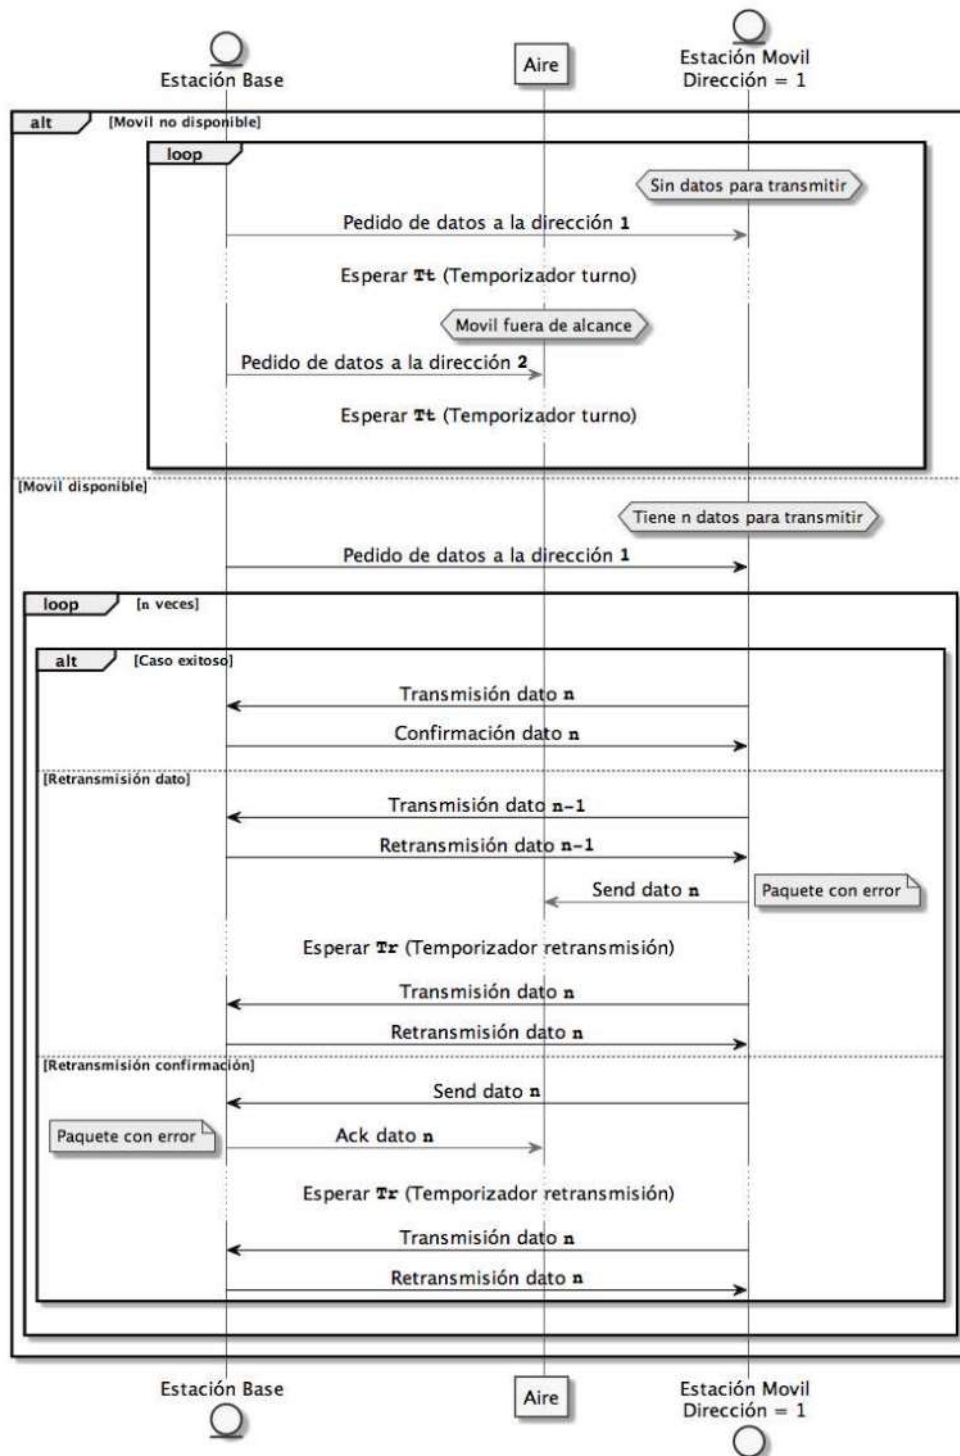 Estación Base
Aire
Estación Movil
Dirección = 1
alt [Movil no disponible]
loop
Sin datos para transmitir
Pedido de datos a la dirección 1
Esperar Tt (Temporizador turno)
Movil fuera de alcance
Pedido de datos a la dirección 2
Esperar Tt (Temporizador turno)
[Movil disponible]
Tiene n datos para transmitir
Pedido de datos a la dirección 1
loop [n veces]
alt [Caso exitoso]
Transmisión dato n
Confirmación dato n
[Retransmisión dato]
Transmisión dato n-1
Retransmisión dato n-1
Send dato n
Paquete con error
Esperar Tr (Temporizador retransmisión)
Transmisión dato n
Retransmisión dato n
[Retransmisión confirmación]
Send dato n
Paquete con error
Ack dato n
Esperar Tr (Temporizador retransmisión)
Transmisión dato n
Retransmisión dato n
Estación Base
Aire
Estación Movil
Dirección = 1